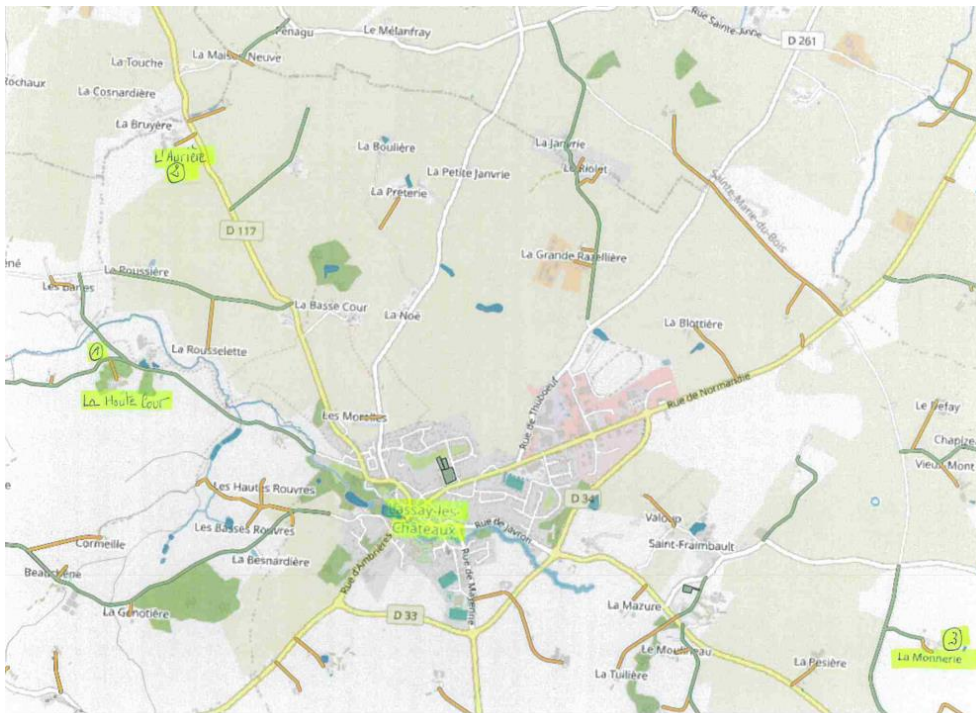 Penagu
Le Mélanfray
Rue Sainte-Anne
D 261
La Maison Neuve
La Touche
Rochaux
La Cosnardière
La Bruyère
L'Aurière
2
La Boulière
La Petite Janvrie
La Janvrie
Le Riolet
La Prêterie
Sainte-Marie-du-Bois
D 117
La Grande Razellière
éné
La Roussière
Les Barres
La Basse Cour
La Noë
La Blottière
1
La Rousselette
La Haute Cour
Rue de Thuboeuf
Rue de Normandie
Les Morelles
Le Defay
Chapize
Vieux Mont
Les Hautes Rouvres
D 34
Lassay-les-
Châteaux
Valoup
Les Basses Rouvres
Rue de Javron
Saint-Fraimbault
Cormeille
La Besnardière
Rue d'Ambrières
Rue de Mayenne
La Genotière
D 33
La Mazure
3
Le Moulineau
La Pesière
La Monnerie
La Tuilière